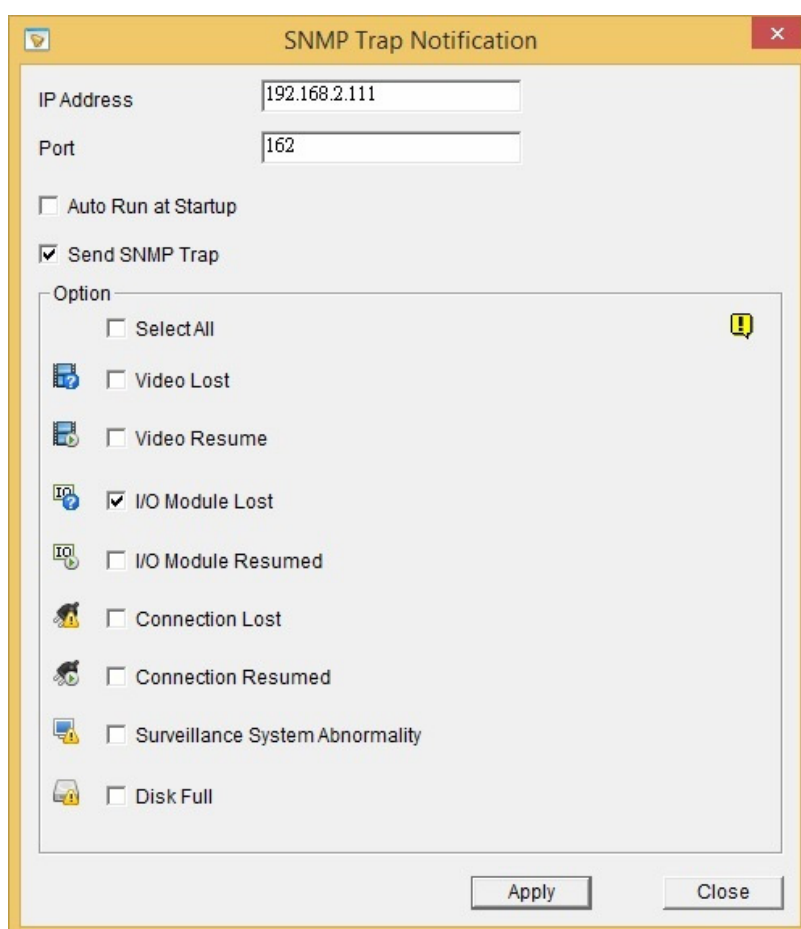 SNMP Trap Notification
IP Address
192.168.2.111
Port
162
Auto Run at Startup
Send SNMP Trap
Option
Select All
Video Lost
Video Resume
IO
I/O Module Lost
IO
I/O Module Resumed
Connection Lost
Connection Resumed
Surveillance System Abnormality
Disk Full
Apply
Close